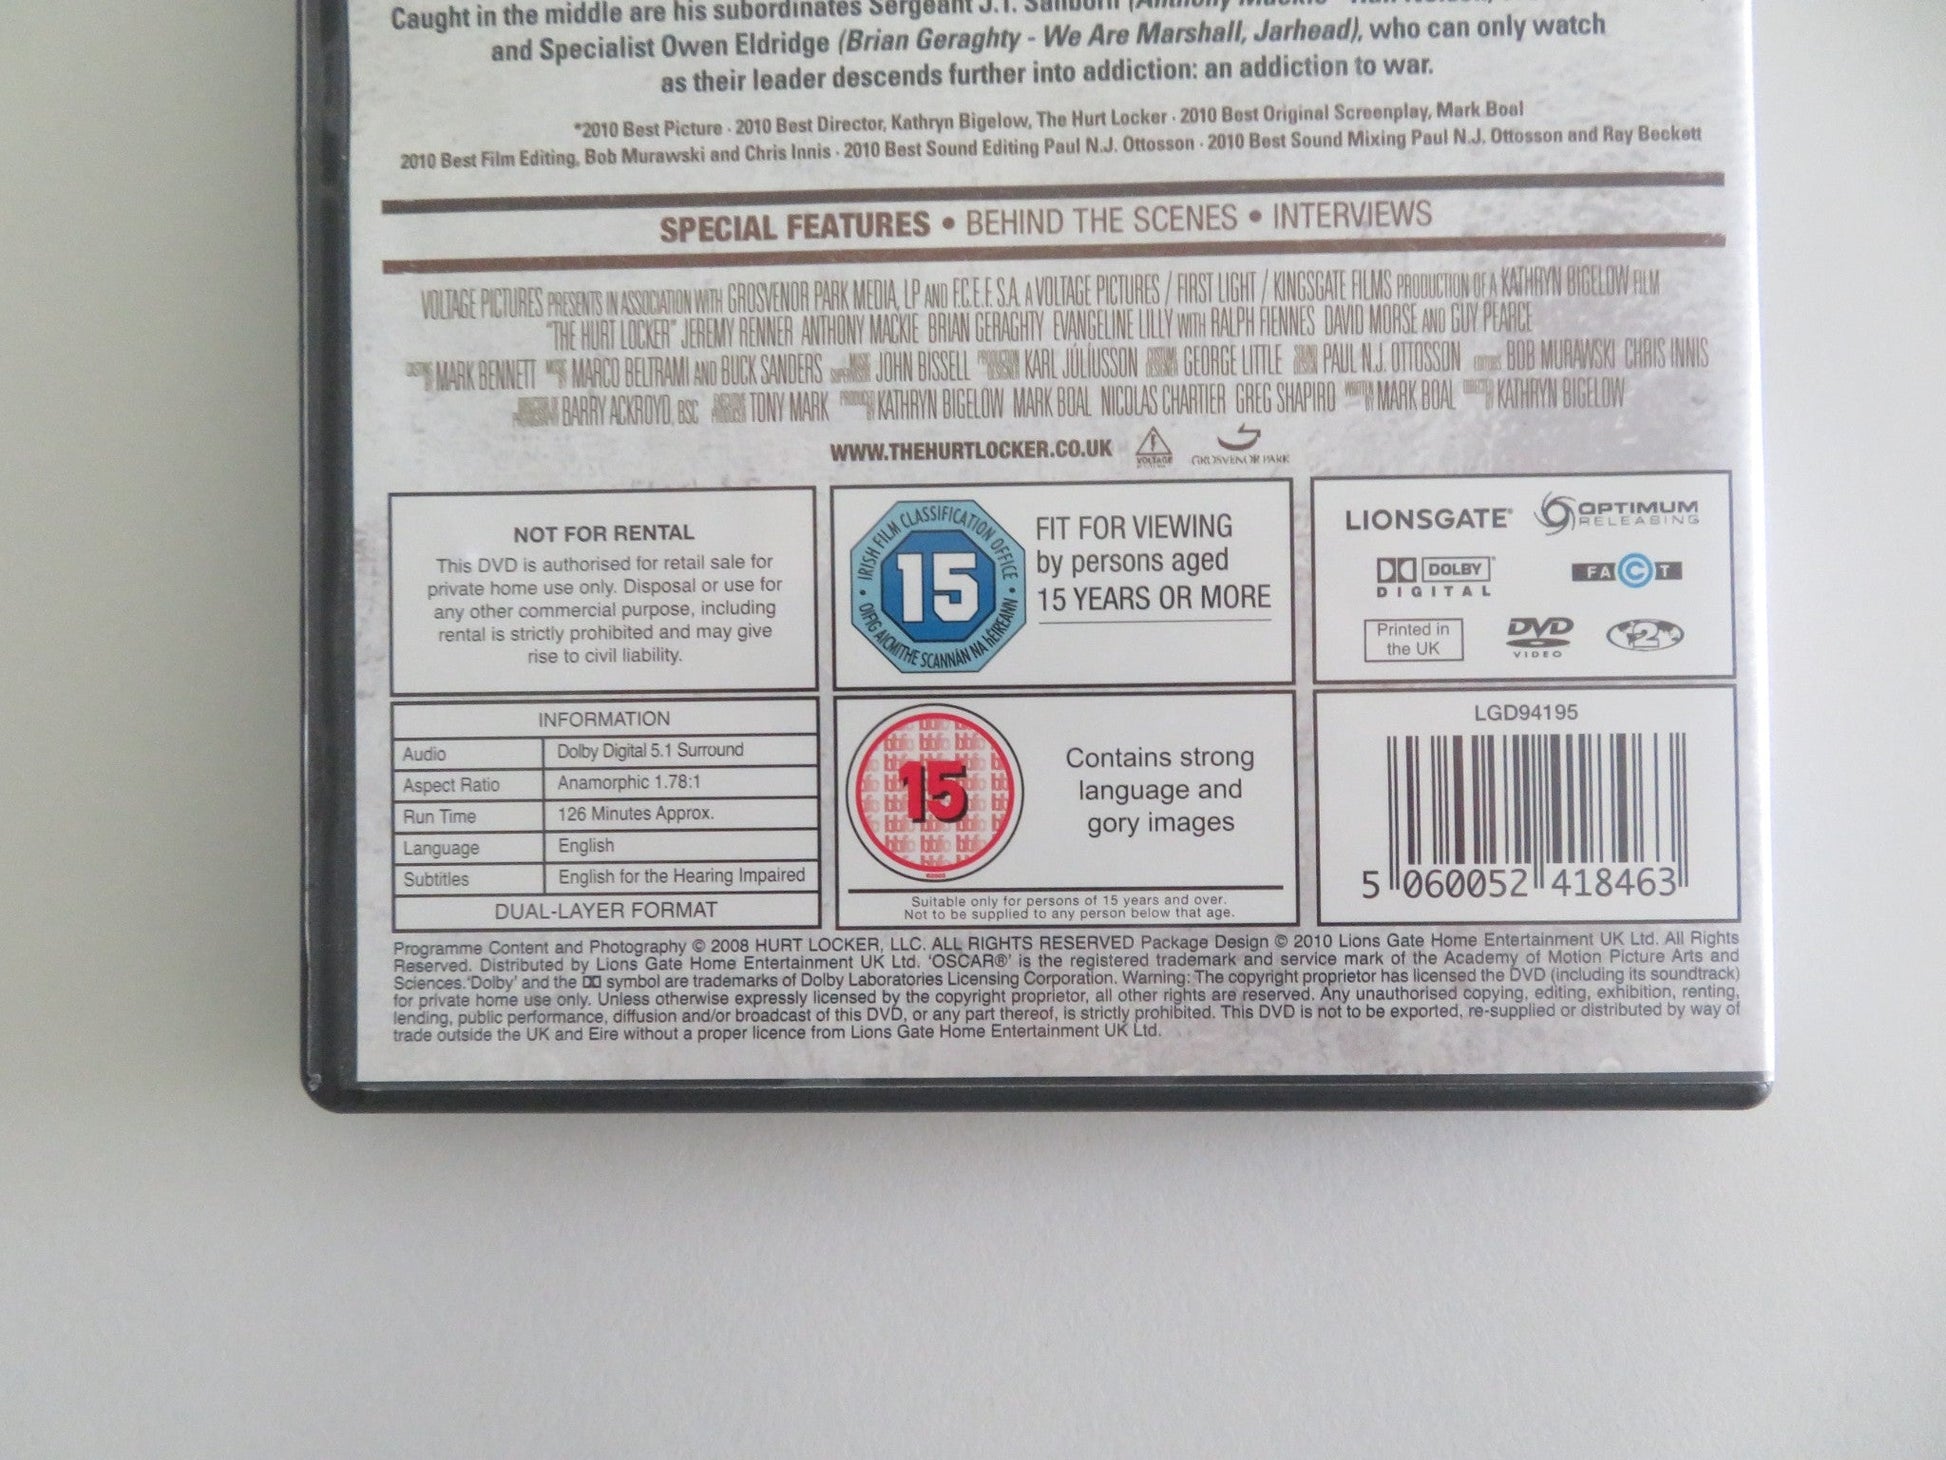 Caught in the middle are his subordinates Sergeant J.T. Sanborn (Anthony Mackie -
and Specialist Owen Eldridge (Brian Geraghty - We Are Marshall, Jarhead), who can only watch
as their leader descends further into addiction: an addiction to war.
*2010 Best Picture · 2010 Best Director, Kathryn Bigelow, The Hurt Locker · 2010 Best Original Screenplay, Mark Boal
2010 Best Film Editing, Bob Murawski and Chris Innis · 2010 Best Sound Editing Paul N.J. Ottosson · 2010 Best Sound Mixing Paul N.J. Ottosson and Ray Beckett
SPECIAL FEATURES • BEHIND THE SCENES • INTERVIEWS
VOLTAGE PICTURES PRESENTS IN ASSOCIATION WITH GROSVENOR PARK MEDIA, LP AND F.C.E.F. S.A. A VOLTAGE PICTURES / FIRST LIGHT / KINGSGATE FILMS PRODUCTION OF A KATHRYN BIGELOW FILM
"THE HURT LOCKER" JEREMY RENNER ANTHONY MACKIE BRIAN GERAGHTY EVANGELINE LILLY WITH RALPH FIENNES DAVID MORSE AND GUY PEARCE
MARK BENNETT MARCO BELTRAMI AND BUCK SANDERS JOHN BISSELL KARL JÚLÍUSSON GEORGE LITTLE PAUL N.J. OTTOSSON BOB MURAWSKI CHRIS INNIS
BARRY ACKROYD, BSC TONY MARK KATHRYN BIGELOW MARK BOAL NICOLAS CHARTIER GREG SHAPIRO MARK BOAL KATHRYN BIGELOW
WWW.THEHURTLOCKER.CO.UK VOLTAGE GROSVENOR PARK
NOT FOR RENTAL
This DVD is authorised for retail sale for
private home use only. Disposal or use for
any other commercial purpose, including
rental is strictly prohibited and may give
rise to civil liability.
IRISH FILM CLASSIFICATION OFFICE
15
OIFIG AICMITHE SCANNÁN NA hÉIREANN
FIT FOR VIEWING
by persons aged
15 YEARS OR MORE
LIONSGATE® OPTIMUM
RELEASING
DOLBY
DIGITAL
FACT
Printed in
the UK
DVD
VIDEO
2
INFORMATION
Audio Dolby Digital 5.1 Surround
Aspect Ratio Anamorphic 1.78:1
Run Time 126 Minutes Approx.
Language English
Subtitles English for the Hearing Impaired
DUAL-LAYER FORMAT
bbfc
15
Contains strong
language and
gory images
Suitable only for persons of 15 years and over.
Not to be supplied to any person below that age.
LGD94195
5 060052 418463
Programme Content and Photography © 2008 HURT LOCKER, LLC. ALL RIGHTS RESERVED Package Design © 2010 Lions Gate Home Entertainment UK Ltd. All Rights
Reserved. Distributed by Lions Gate Home Entertainment UK Ltd. 'OSCAR®' is the registered trademark and service mark of the Academy of Motion Picture Arts and
Sciences.'Dolby' and the symbol are trademarks of Dolby Laboratories Licensing Corporation. Warning: The copyright proprietor has licensed the DVD (including its soundtrack)
for private home use only. Unless otherwise expressly licensed by the copyright proprietor, all other rights are reserved. Any unauthorised copying, editing, exhibition, renting,
lending, public performance, diffusion and/or broadcast of this DVD, or any part thereof, is strictly prohibited. This DVD is not to be exported, re-supplied or distributed by way of
trade outside the UK and Eire without a proper licence from Lions Gate Home Entertainment UK Ltd.